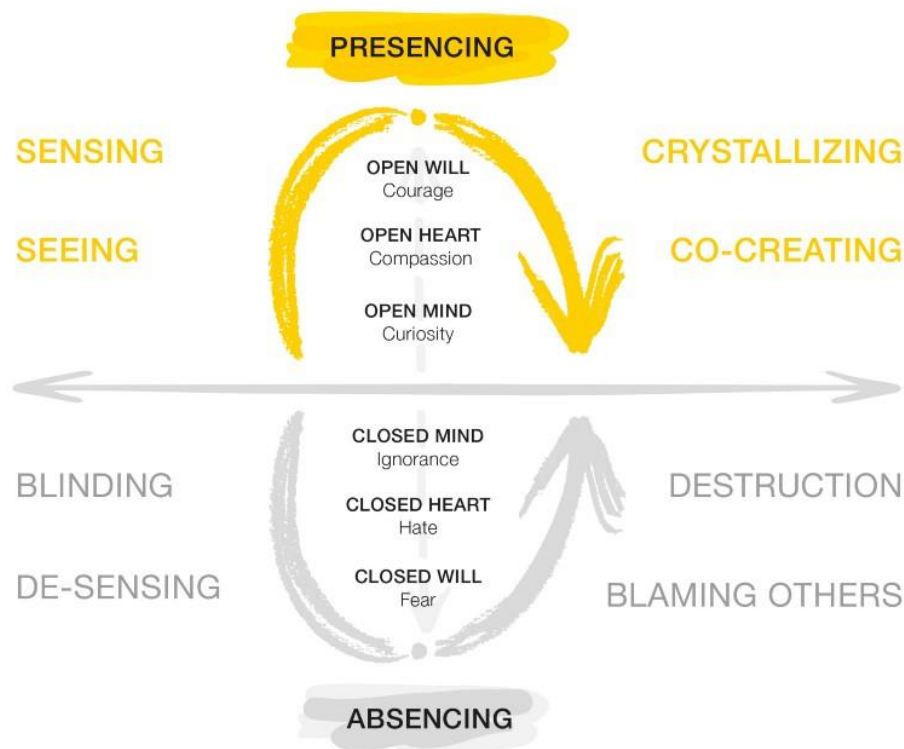 PRESENCING
SENSING
CRYSTALLIZING
OPEN WILL
Courage
SEEING
OPEN HEART
Compassion
CO-CREATING
OPEN MIND
Curiosity
CLOSED MIND
Ignorance
BLINDING
DESTRUCTION
CLOSED HEART
Hate
DE-SENSING
CLOSED WILL
Fear
BLAMING OTHERS
ABSENCING